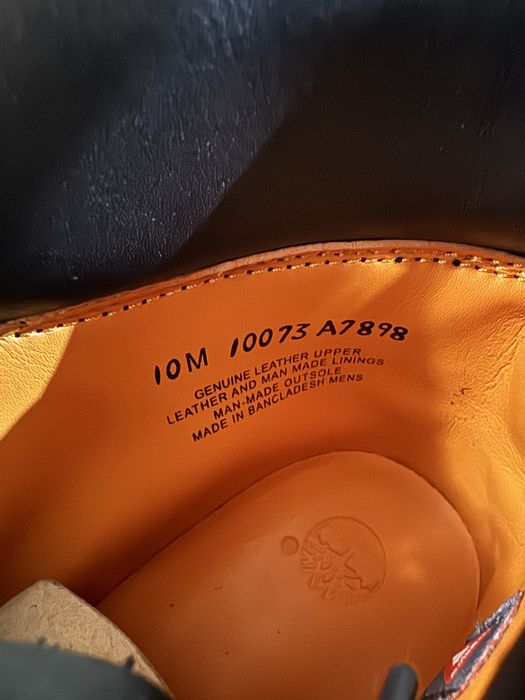 10M 10073 A7898
GENUINE LEATHER UPPER
LEATHER AND MAN MADE LININGS
MAN-MADE OUTSOLE
MADE IN BANGLADESH MENS